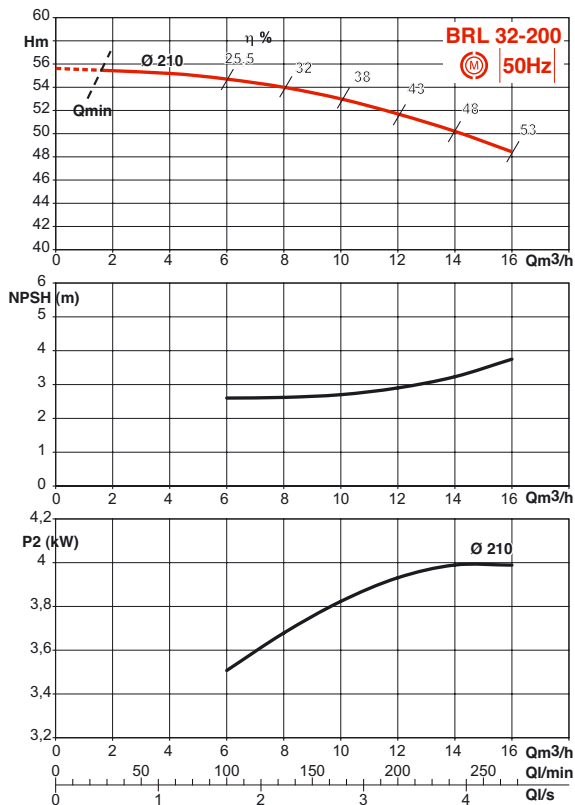 60
Hm
56
54
52
50
48
46
44
42
40
η %
BRL 32-200
M
50Hz
Ø 210
25,5
32
38
43
48
53
Qmin
0 2 4 6 8 10 12 14 16 Qm3/h
6
NPSH (m)
5
4
3
2
1
0
0 2 4 6 8 10 12 14 16 Qm3/h
4,2
P2 (kW)
4
3,8
3,6
3,4
3,2
Ø 210
0 2 4 6 8 10 12 14 16 Qm3/h
0 50 100 150 200 250 Ql/min
0 1 2 3 4 Ql/s